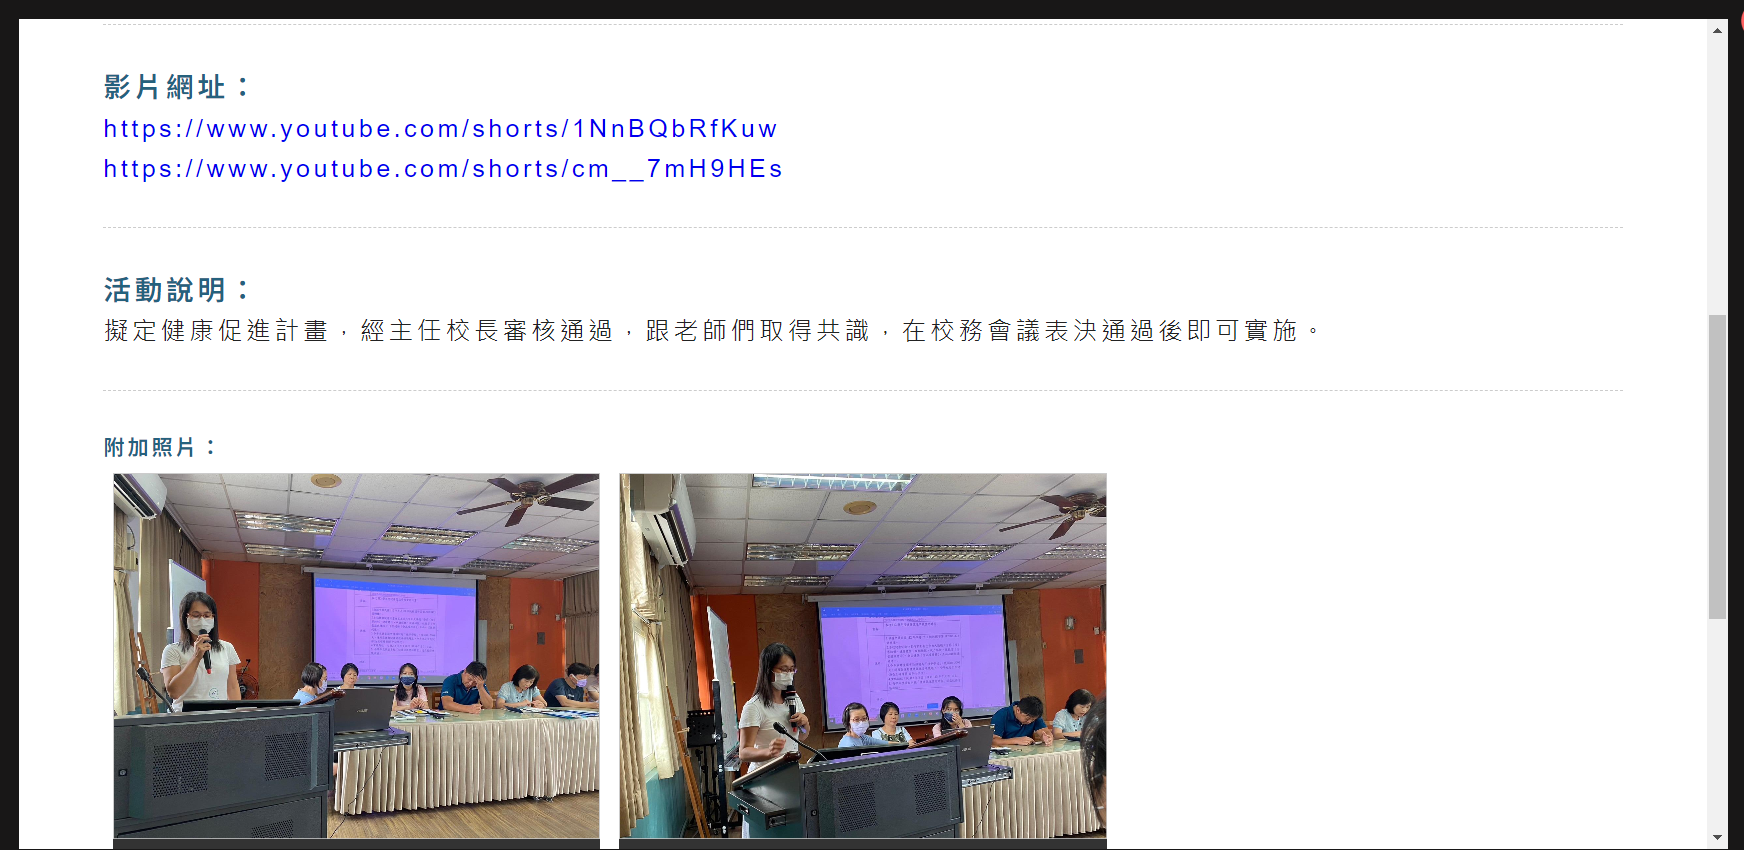 影片網址：
https://www.youtube.com/shorts/1NnBQbRfKuw
https://www.youtube.com/shorts/cm__7mH9HEs
活動說明：
擬定健康促進計畫，經主任校長審核通過，跟老師們取得共識，在校務會議表決通過後即可實施。
附加照片：